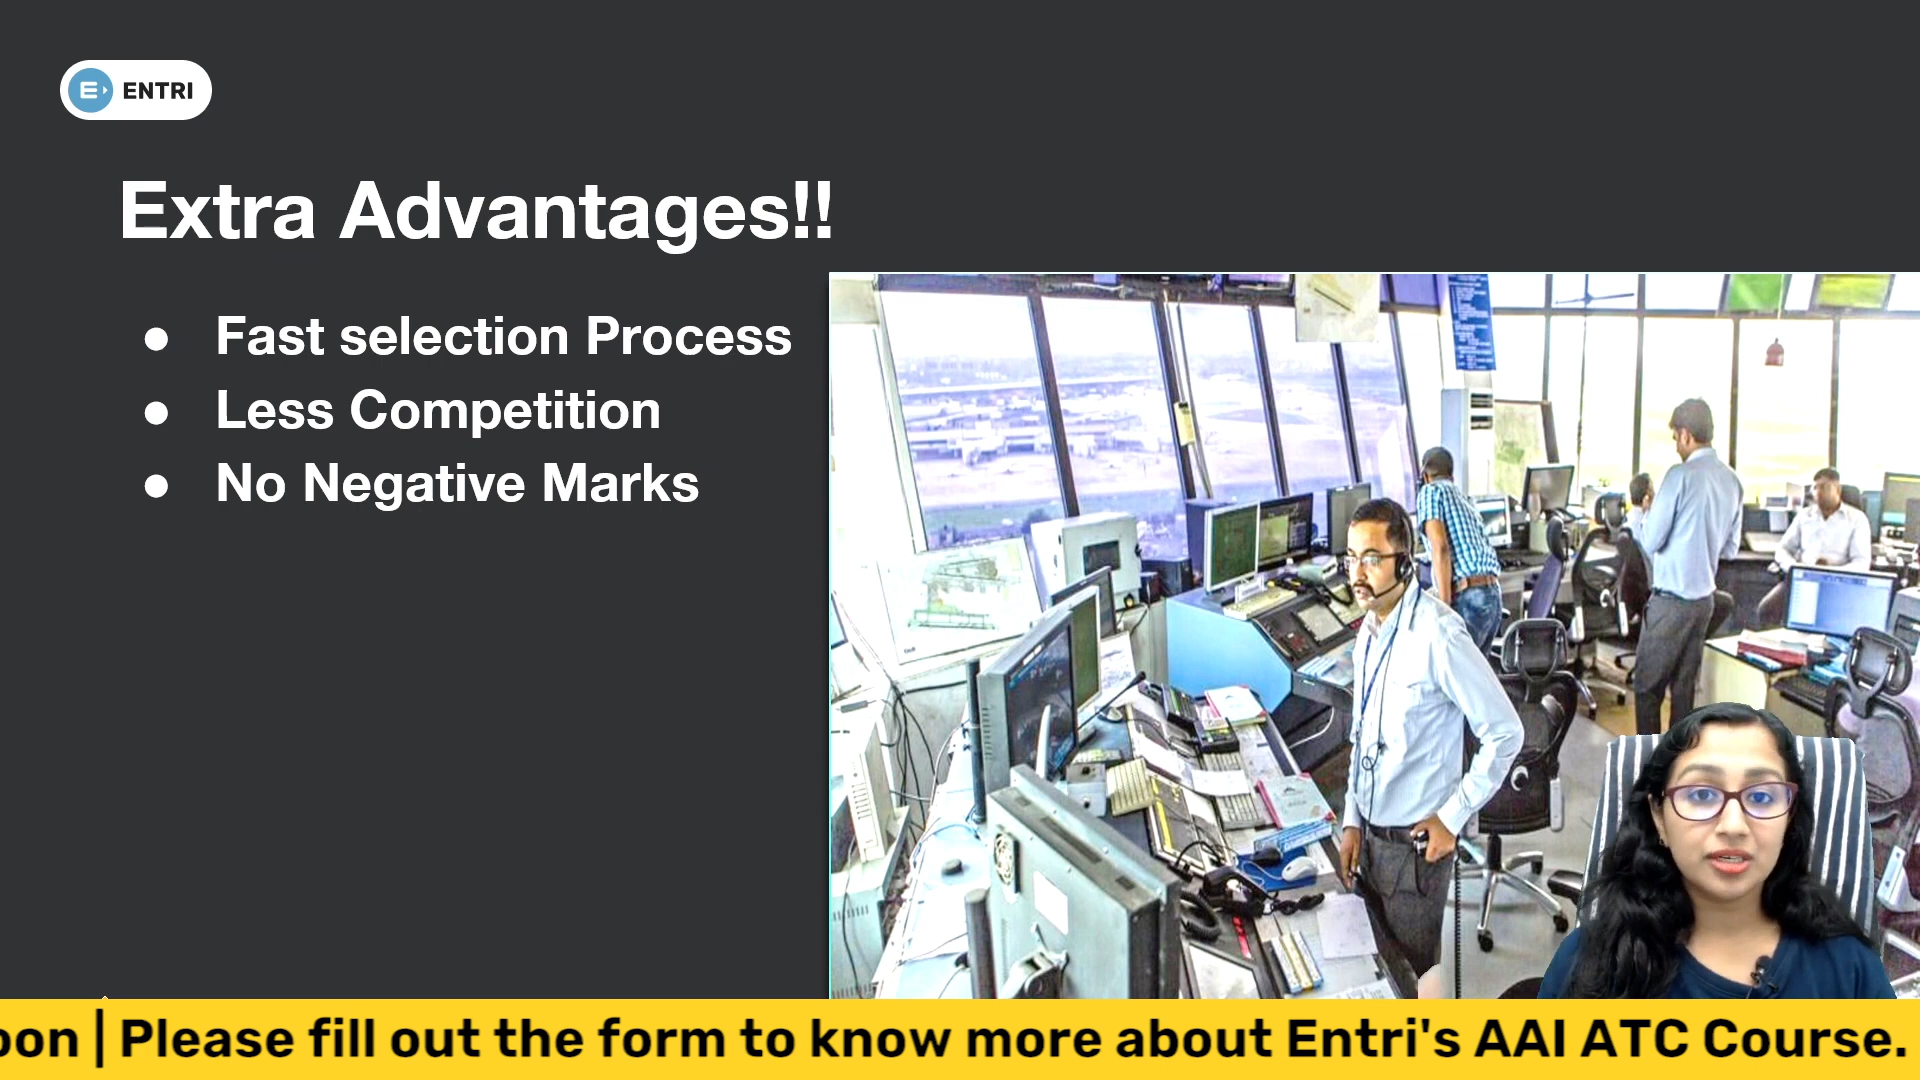 ENTRI
Extra Advantages!!
● Fast selection Process
● Less Competition
● No Negative Marks
Please fill out the form to know more about Entri's AAI ATC Course.